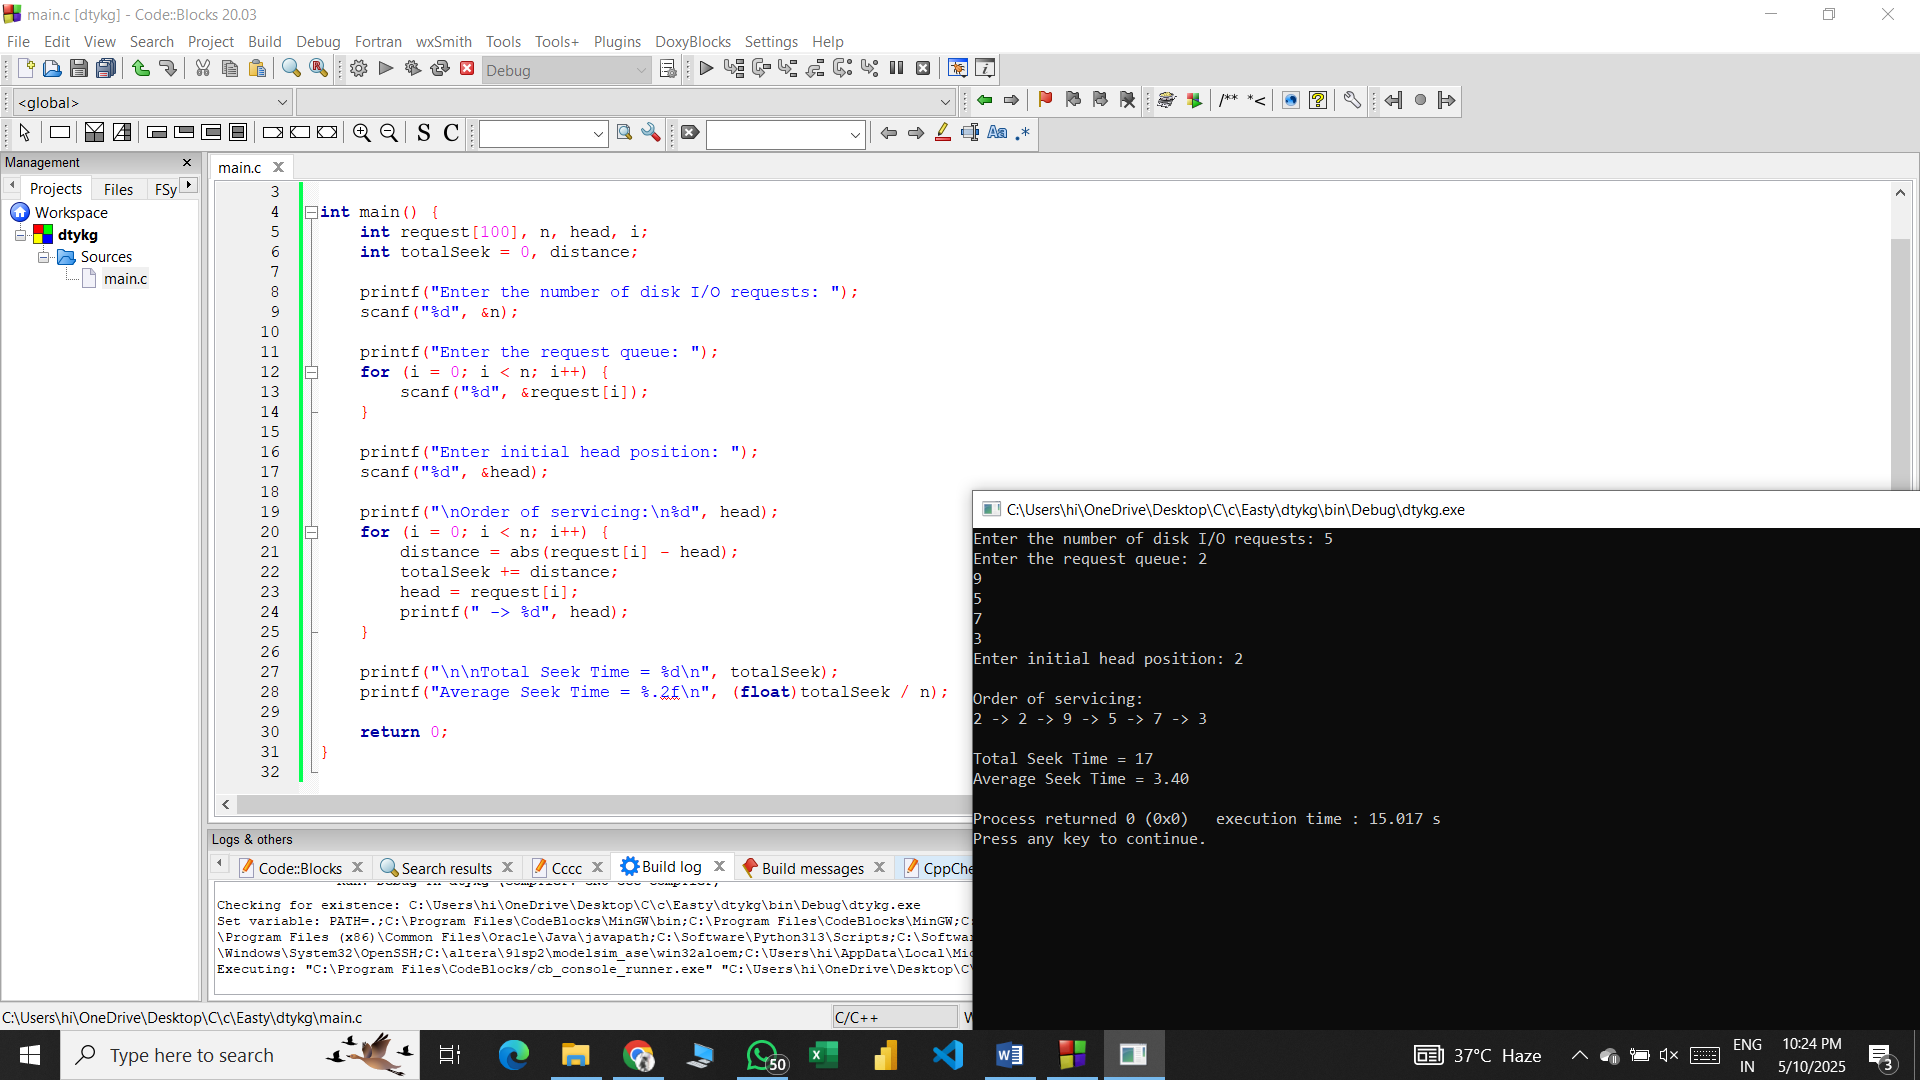 main.c [dtykg] - Code::Blocks 20.03
File Edit View Search Project Build Debug Fortran wxSmith Tools Tools+ Plugins DoxyBlocks Settings Help
Debug
<global>
/** *<
S C
Aa .*
Management
Projects Files FSy
Workspace
dtykg
Sources
main.c
main.c
3
4 int main() {
5 int request[100], n, head, i;
6 int totalSeek = 0, distance;
7
8 printf("Enter the number of disk I/O requests: ");
9 scanf("%d", &n);
10
11 printf("Enter the request queue: ");
12 for (i = 0; i < n; i++) {
13 scanf("%d", &request[i]);
14 }
15
16 printf("Enter initial head position: ");
17 scanf("%d", &head);
18
19 printf("\nOrder of servicing:\n%d", head);
20 for (i = 0; i < n; i++) {
21 distance = abs(request[i] - head);
22 totalSeek += distance;
23 head = request[i];
24 printf(" -> %d", head);
25 }
26
27 printf("\n\nTotal Seek Time = %d\n", totalSeek);
28 printf("Average Seek Time = %.2f\n", (float)totalSeek / n);
29
30 return 0;
31 }
32
C:\Users\hi\OneDrive\Desktop\C\c\Easty\dtykg\bin\Debug\dtykg.exe
Enter the number of disk I/O requests: 5
Enter the request queue: 2
9
5
7
3
Enter initial head position: 2
Order of servicing:
2 -> 2 -> 9 -> 5 -> 7 -> 3
Total Seek Time = 17
Average Seek Time = 3.40
Process returned 0 (0x0) execution time : 15.017 s
Press any key to continue.
Logs & others
Code::Blocks Search results Cccc Build log Build messages CppChe
Checking for existence: C:\Users\hi\OneDrive\Desktop\C\c\Easty\dtykg\bin\Debug\dtykg.exe
Set variable: PATH=.;C:\Program Files\CodeBlocks\MinGW\bin;C:\Program Files\CodeBlocks\MinGW;C:
\Program Files (x86)\Common Files\Oracle\Java\javapath;C:\Software\Python313\Scripts;C:\Softwar
\Windows\System32\OpenSSH;C:\altera\91sp2\modelsim_ase\win32aloem;C:\Users\hi\AppData\Local\Mic
Executing: "C:\Program Files\CodeBlocks/cb_console_runner.exe" "C:\Users\hi\OneDrive\Desktop\C\
C:\Users\hi\OneDrive\Desktop\C\c\Easty\dtykg\main.c
C/C++
W
Type here to search
50
37°C Haze
ENG
IN
10:24 PM
5/10/2025
3